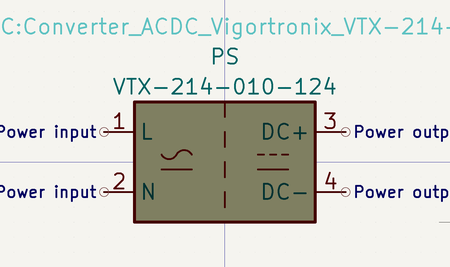 C:Converter_ACDC_Vigortronix_VTX-214-
PS
VTX-214-010-124
Power input 1 L DC+ 3 Power outp
Power input 2 N DC- 4 Power outp